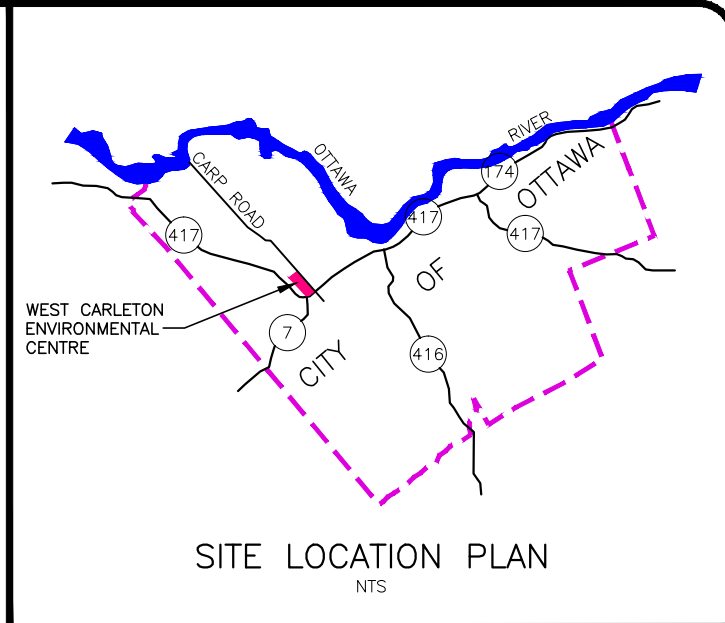 OTTAWA
RIVER
CARP ROAD
174
OTTAWA
417
417
417
OF
WEST CARLETON
ENVIRONMENTAL
CENTRE
7
CITY
416
SITE LOCATION PLAN
NTS